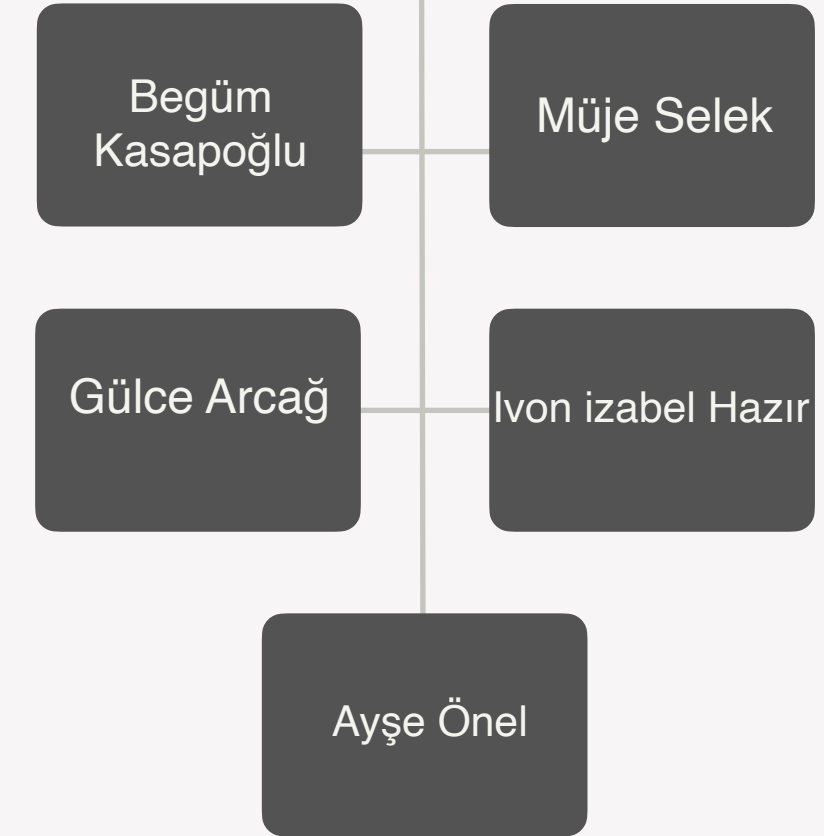 Begüm
Kasapoğlu
Müje Selek
Gülce Arcağ
Ivon izabel Hazır
Ayşe Önel